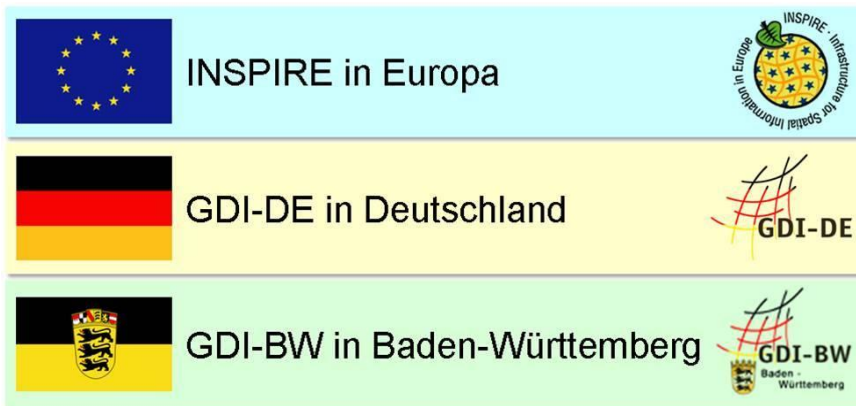 INSPIRE in Europa
INSPIRE - Infrastructure for Spatial Information in Europe
GDI-DE in Deutschland
GDI-DE
GDI-BW in Baden-Württemberg
GDI-BW
Baden -
Württemberg